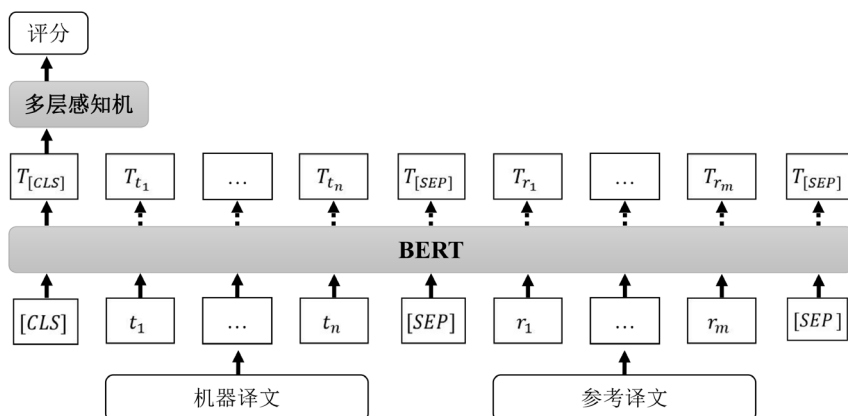 评分
多层感知机
T[CLS] Tt1 … Ttn T[SEP] Tr1 … Trm T[SEP]
BERT
[CLS] t1 … tn [SEP] r1 … rm [SEP]
机器译文 参考译文